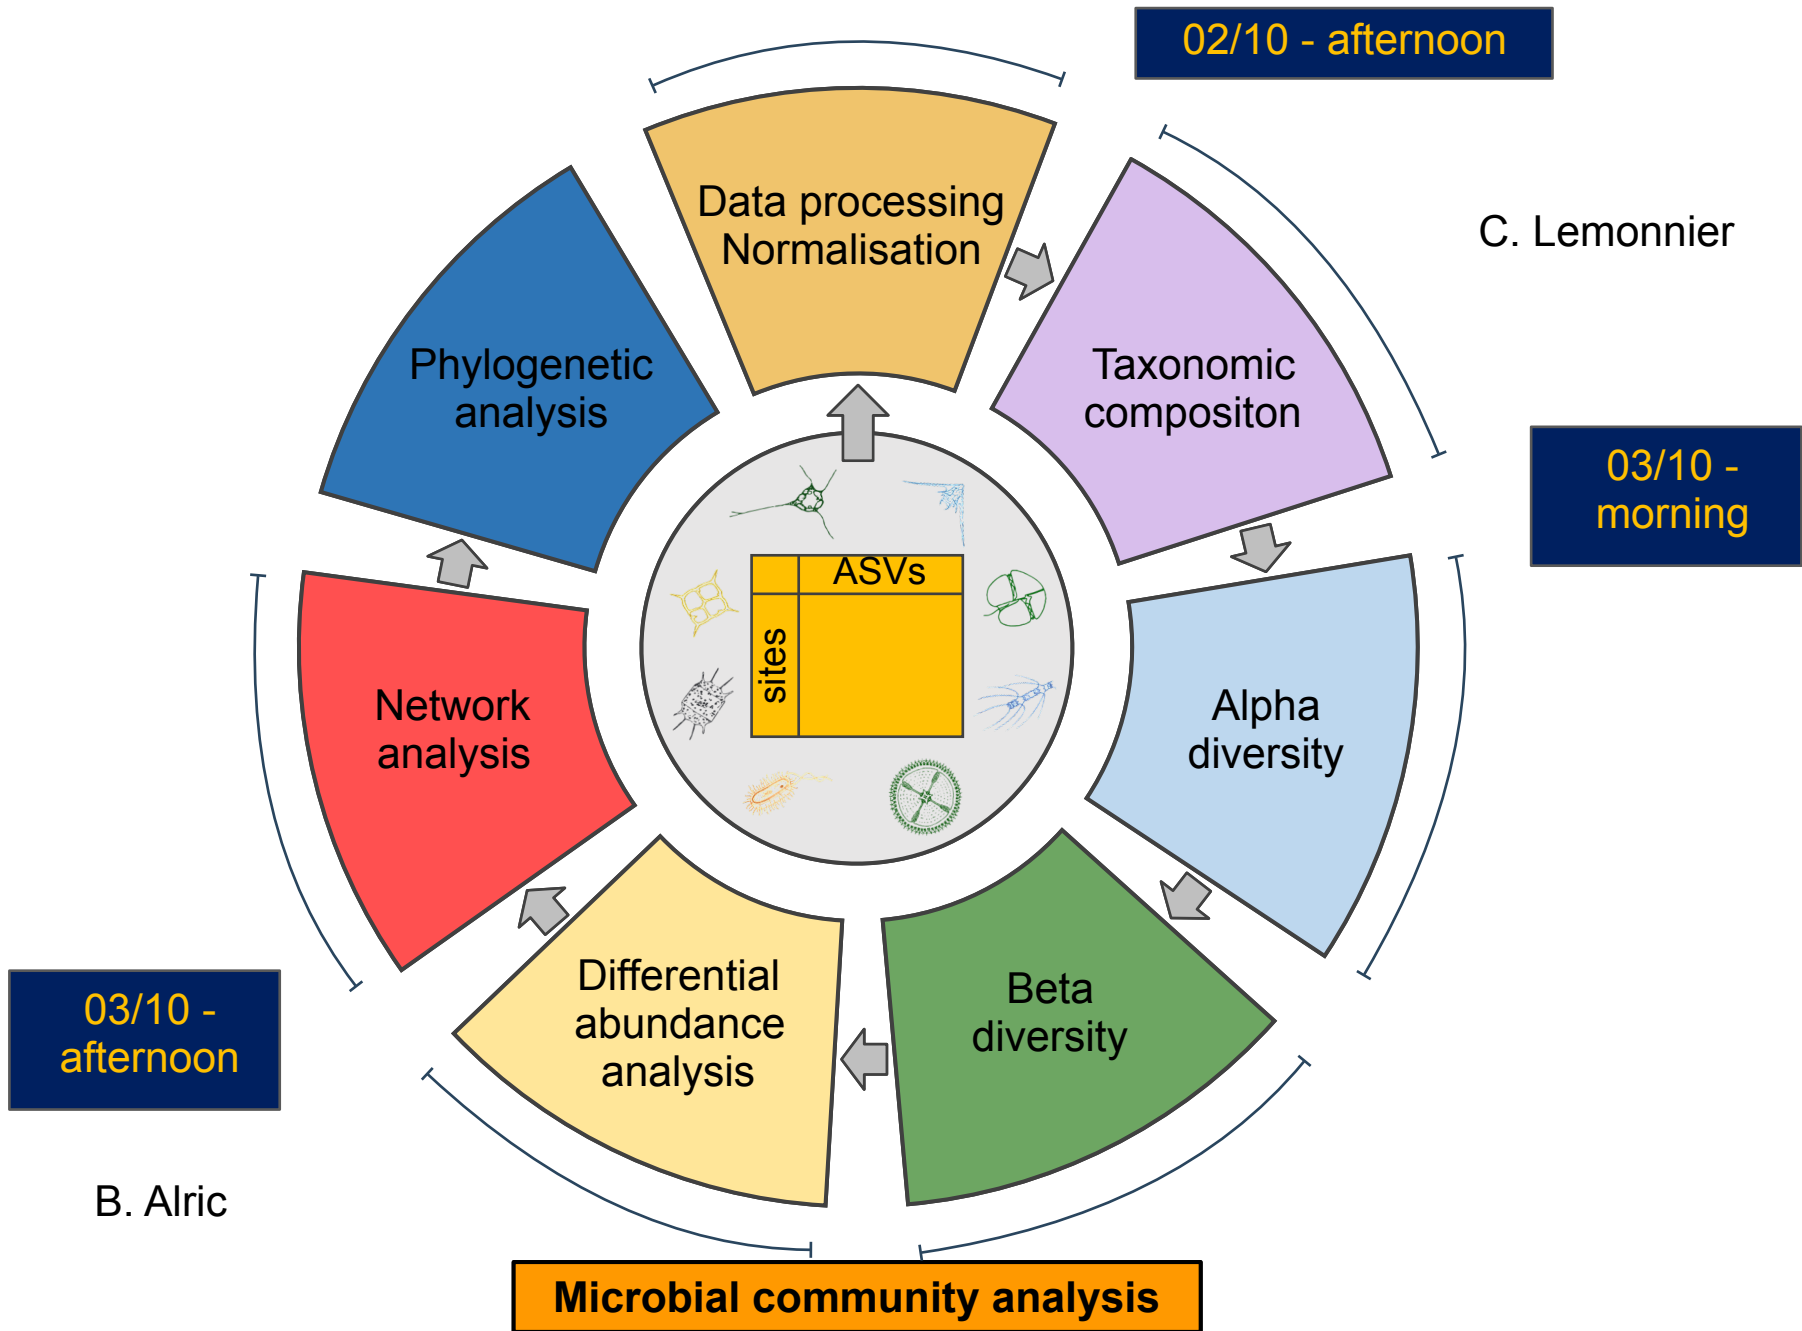 02/10 - afternoon
Data processing
Normalisation
C. Lemonnier
Taxonomic
compositon
Phylogenetic
analysis
03/10 -
morning
ASVs
sites
Alpha
diversity
Network
analysis
Beta
diversity
Differential
abundance
analysis
03/10 -
afternoon
B. Alric
Microbial community analysis